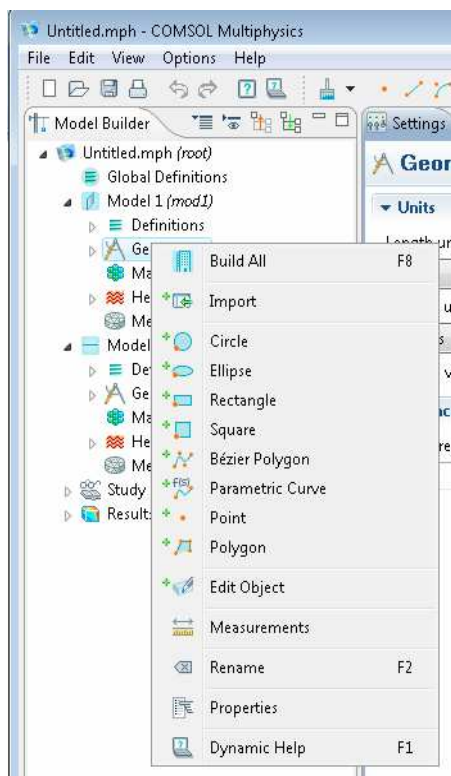 Untitled.mph - COMSOL Multiphysics
File Edit View Options Help
Model Builder
Settings
Untitled.mph (root)
Global Definitions
Model 1 (mod1)
Definitions
Units
Build All F8
Import
Circle
Ellipse
Rectangle
Square
Bézier Polygon
f(s) Parametric Curve
Point
Study
Polygon
Edit Object
Measurements
Rename F2
Properties
Dynamic Help F1